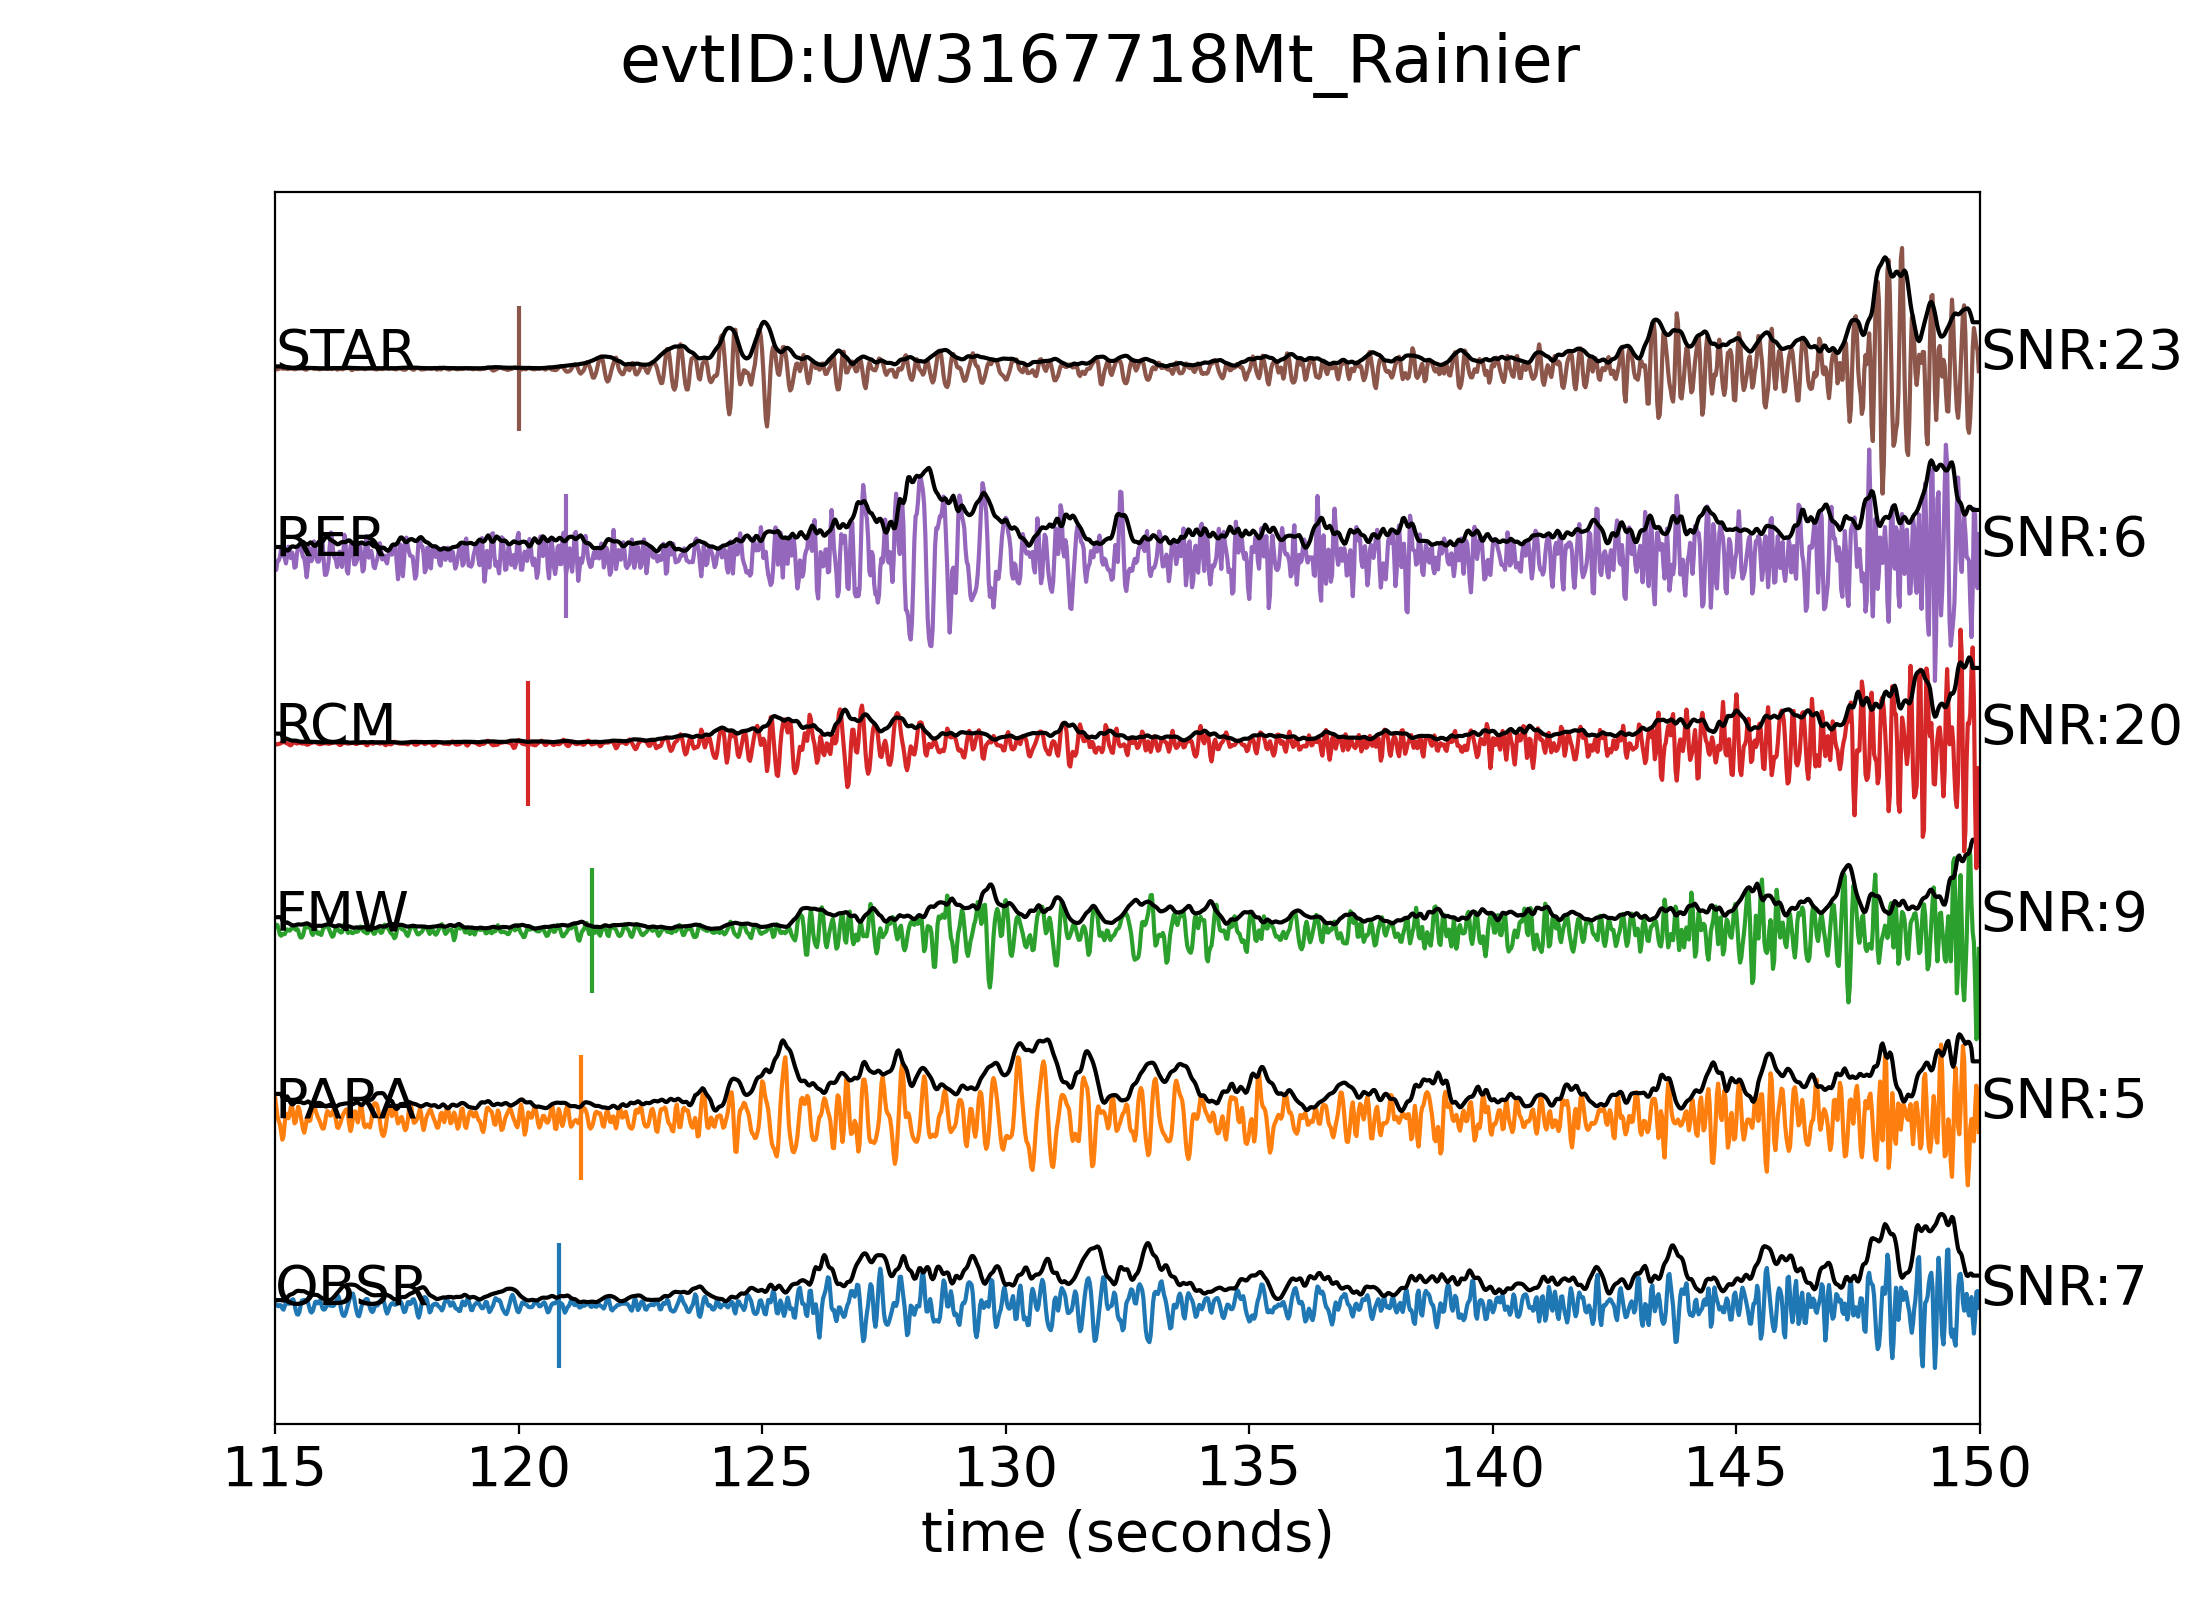 evtID:UW3167718Mt_Rainier
STAR SNR:23
RER SNR:6
RCM SNR:20
FMW SNR:9
PARA SNR:5
OBSR SNR:7
115 120 125 130 135 140 145 150
time (seconds)